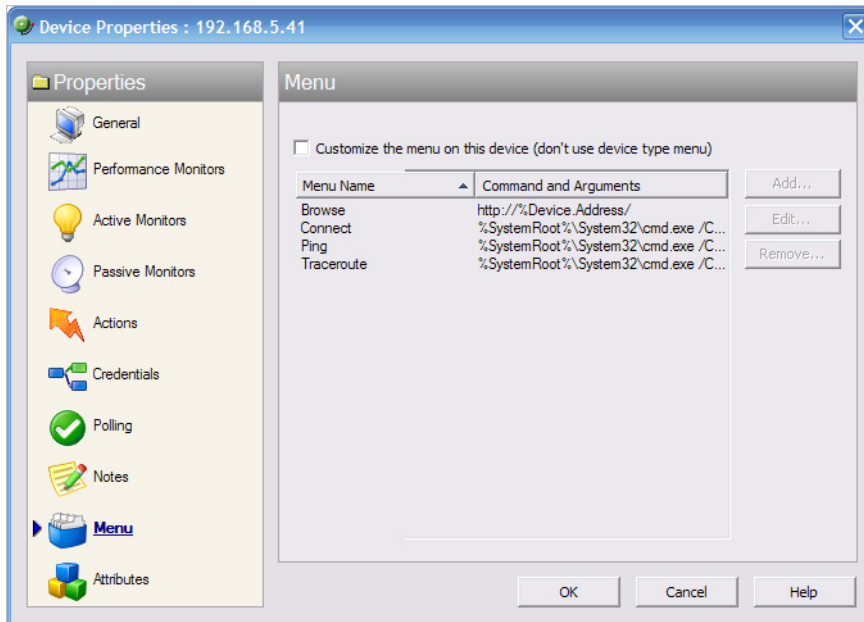 Device Properties : 192.168.5.41
Properties
General
Performance Monitors
Active Monitors
Passive Monitors
Actions
Credentials
Polling
Notes
Menu
Attributes
Menu
Customize the menu on this device (don't use device type menu)
Menu Name Command and Arguments
Browse http://%Device.Address/
Connect %SystemRoot%\System32\cmd.exe /C...
Ping %SystemRoot%\System32\cmd.exe /C...
Traceroute %SystemRoot%\System32\cmd.exe /C...
Add...
Edit...
Remove...
OK Cancel Help